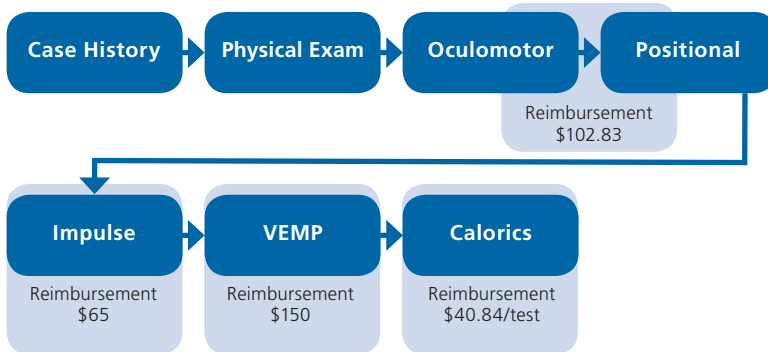 Case History
Physical Exam
Oculomotor
Positional
Reimbursement
$102.83
Impulse
VEMP
Calorics
Reimbursement
$65
Reimbursement
$150
Reimbursement
$40.84/test